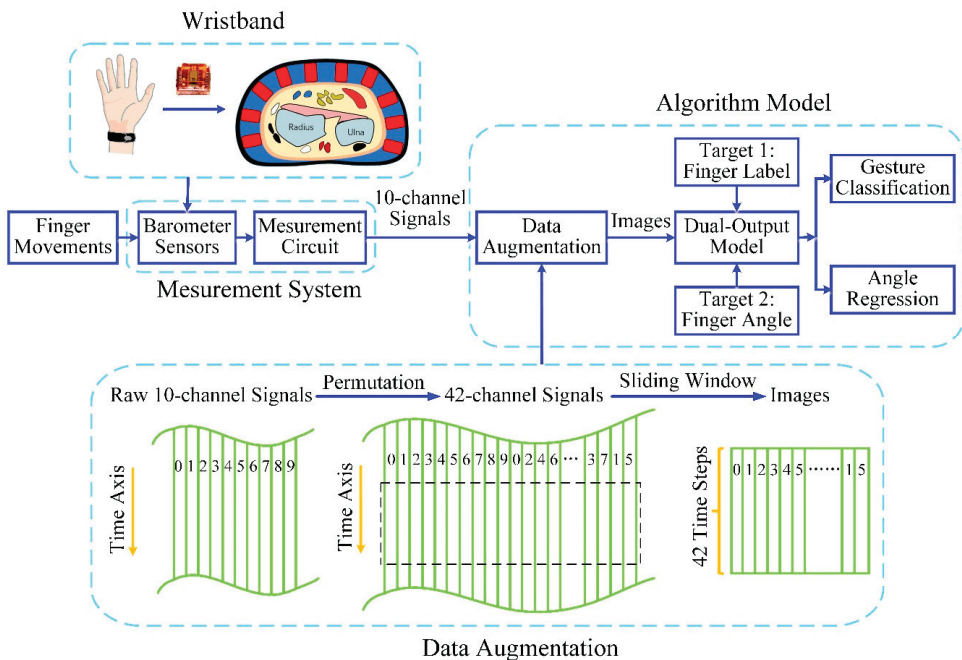 Wristband
Radius
Ulna
Algorithm Model
Finger
Movements
Barometer
Sensors
Mesurement
Circuit
Mesurement System
10-channel
Signals
Data
Augmentation
Images
Target 1:
Finger Label
Dual-Output
Model
Target 2:
Finger Angle
Gesture
Classification
Angle
Regression
Raw 10-channel Signals
Permutation
42-channel Signals
Sliding Window
Images
Time Axis
0 1 2 3 4 5 6 7 8 9
Time Axis
0 1 2 3 4 5 6 7 8 9 0 2 4 6 ··· 3 7 1 5
42 Time Steps
0 1 2 3 4 5 ······ 1 5
Data Augmentation